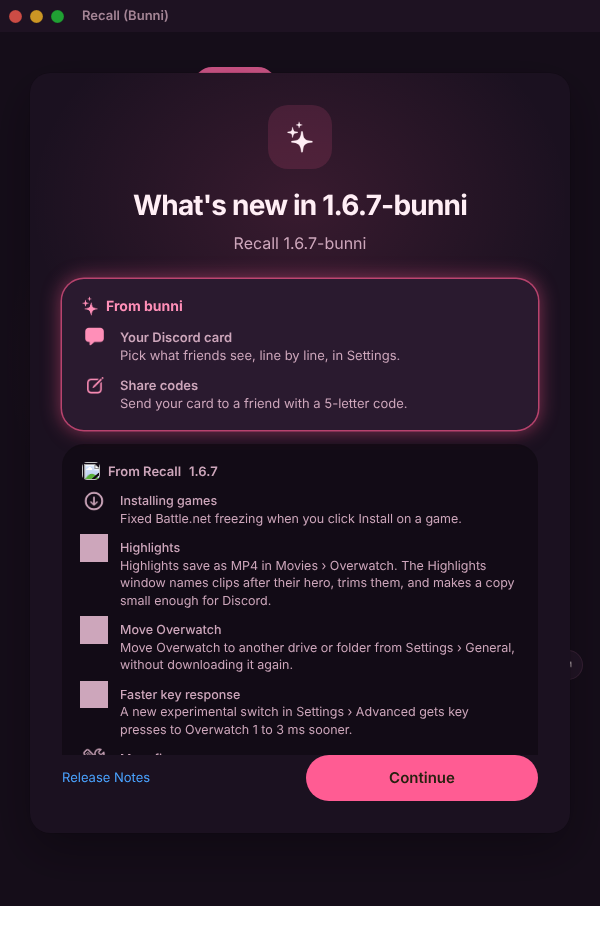 Recall (Bunni)
What's new in 1.6.7-bunni
Recall 1.6.7-bunni
From bunni
Your Discord card
Pick what friends see, line by line, in Settings.
Share codes
Send your card to a friend with a 5-letter code.
From Recall 1.6.7
Installing games
Fixed Battle.net freezing when you click Install on a game.
Highlights
Highlights save as MP4 in Movies › Overwatch. The Highlights
window names clips after their hero, trims them, and makes a copy
small enough for Discord.
Move Overwatch
Move Overwatch to another drive or folder from Settings › General,
without downloading it again.
Faster key response
A new experimental switch in Settings › Advanced gets key
presses to Overwatch 1 to 3 ms sooner.
Release Notes
Continue